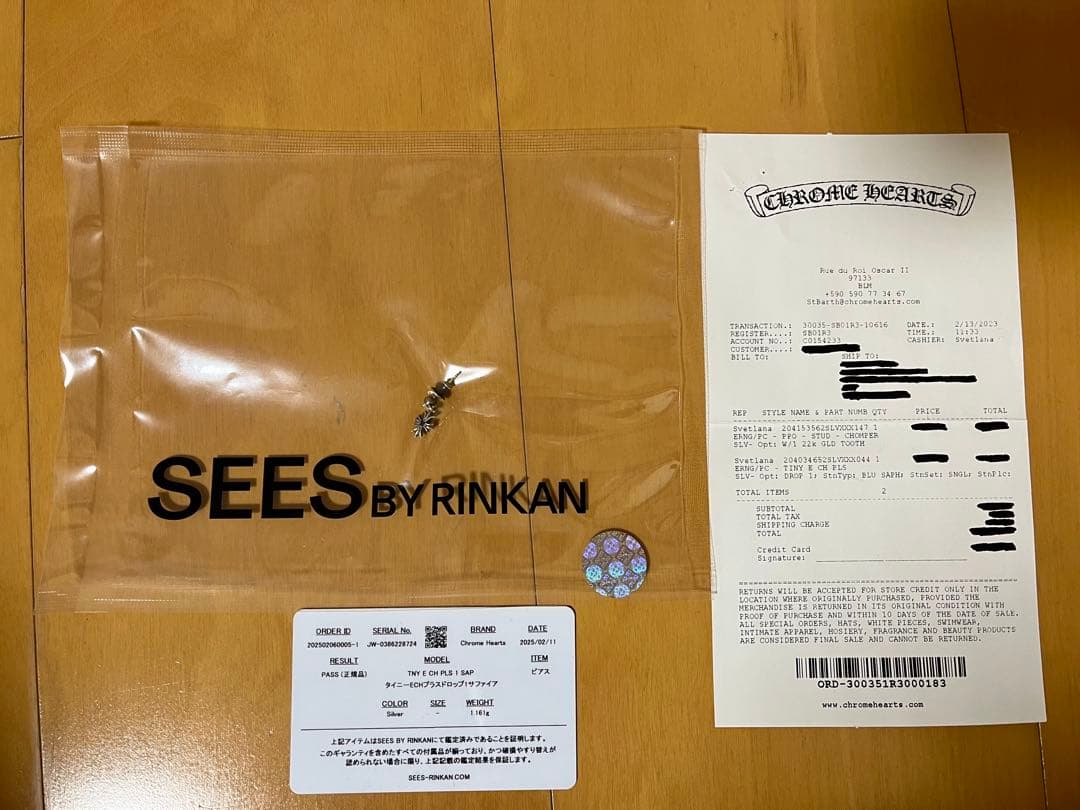 SEES BY RINKAN
ORDER ID SERIAL No. BRAND DATE
202502060005-1 JW-0386228724 Chrome Hearts 2025/02/11
RESULT MODEL ITEM
PASS (正規品) TNY E CH PLS 1 SAP ピアス
タイニーECHプラスドロップ1サファイア
COLOR SIZE WEIGHT
Silver - 1.161g
上記アイテムはSEES BY RINKANにて鑑定済みであることを証明します。
このギャランティを含めたすべての付属品が揃っており、かつ破損やすり替えが
認められない場合に限り、上記記載の鑑定結果を保証します。
SEES-RINKAN.COM
CHROME HEARTS
Rue du Roi Oscar II
97133
BLM
+590 590 77 34 67
StBarth@chromehearts.com
TRANSACTION.: 30035-SB01R3-10616 DATE.: 2/13/2023
REGISTER....: SB01R3 TIME.: 11:33
ACCOUNT NO..: C0154233 CASHIER: Svetlana
CUSTOMER....:
BILL TO: SHIP TO:
REP STYLE NAME & PART NUMB QTY PRICE TOTAL
Svetlana 204153562SLVXXX147 1
ERNG/PC - PPO - STUD - CHOMPER
SLV- Opt: W/1 22k GLD TOOTH
Svetlana 204034652SLVXXX044 1
ERNG/PC - TINY E CH PLS
SLV- Opt: DROP 1; StnTyp: BLU SAPH; StnSet: SNGL; StnPlc:
TOTAL ITEMS 2
SUBTOTAL
TOTAL TAX
SHIPPING CHARGE
TOTAL
Credit Card
Signature:
RETURNS WILL BE ACCEPTED FOR STORE CREDIT ONLY IN THE
LOCATION WHERE ORIGINALLY PURCHASED, PROVIDED THE
MERCHANDISE IS RETURNED IN ITS ORIGINAL CONDITION WITH
PROOF OF PURCHASE AND WITHIN 10 DAYS OF THE DATE OF SALE.
ALL SPECIAL ORDERS, HATS, WHITE PIECES, SWIMWEAR,
INTIMATE APPAREL, HOSIERY, FRAGRANCE AND BEAUTY PRODUCTS
ARE CONSIDERED FINAL SALE AND CANNOT BE RETURNED.
ORD-300351R3000183
www.chromehearts.com